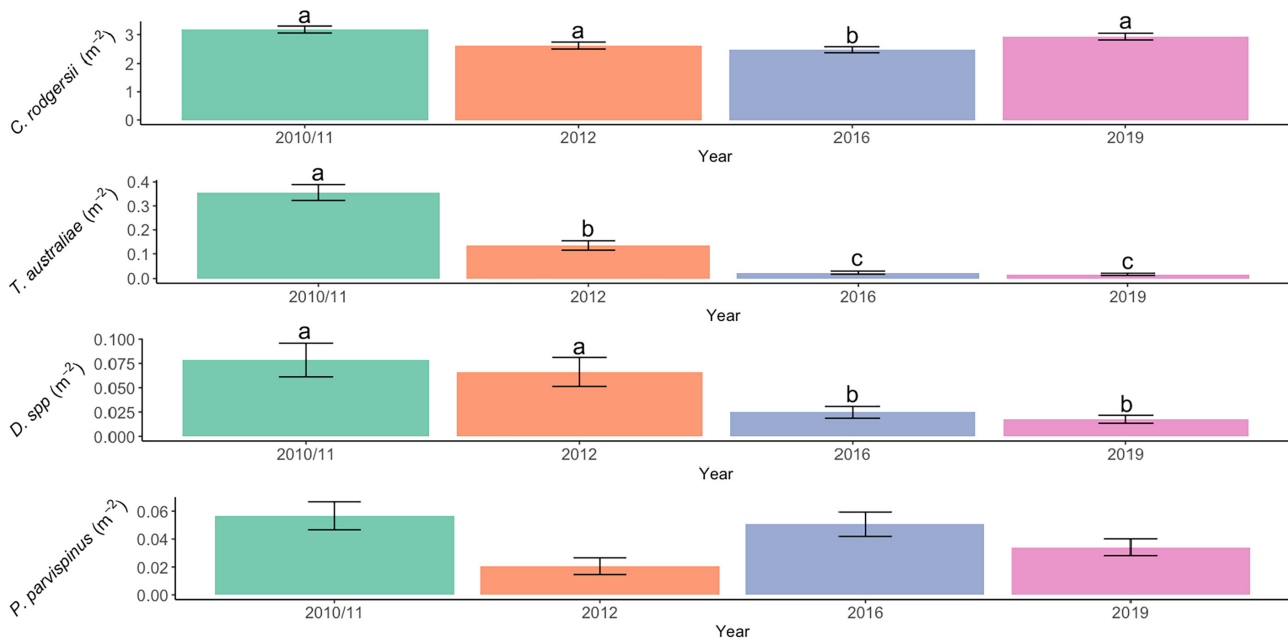 C. rodgersii (m⁻²)
3
2
1
0
a
a
b
a
2010/11
2012
2016
2019
Year
T. australiae (m⁻²)
0.4
0.3
0.2
0.1
0.0
a
b
c
c
2010/11
2012
2016
2019
Year
D. spp (m⁻²)
0.100
0.075
0.050
0.025
0.000
a
a
b
b
2010/11
2012
2016
2019
Year
P. parvispinus (m⁻²)
0.06
0.04
0.02
0.00
2010/11
2012
2016
2019
Year